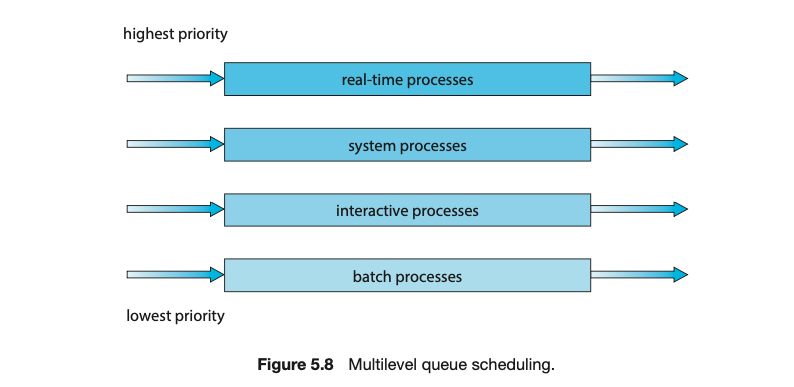 highest priority
real-time processes
system processes
interactive processes
batch processes
lowest priority
Figure 5.8 Multilevel queue scheduling.